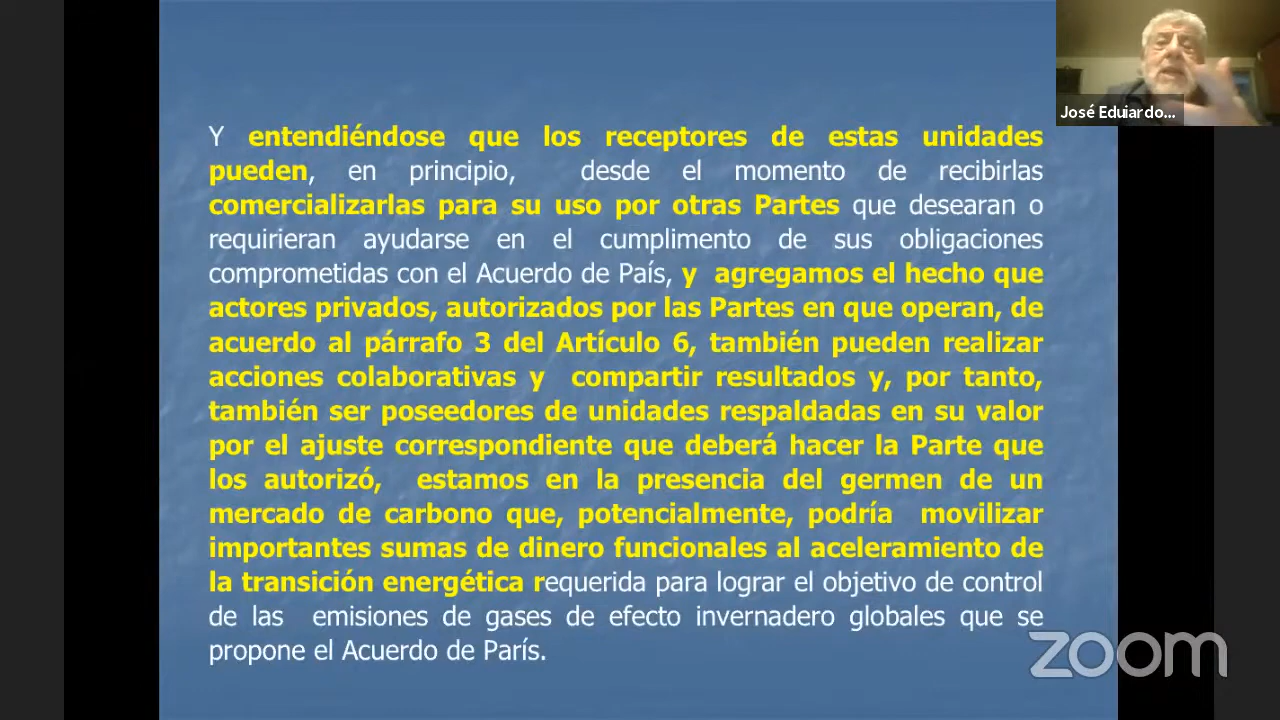 José Eduiardo...
Y entendiéndose que los receptores de estas unidades
pueden, en principio, desde el momento de recibirlas
comercializarlas para su uso por otras Partes que desearan o
requirieran ayudarse en el cumplimento de sus obligaciones
comprometidas con el Acuerdo de País, y agregamos el hecho que
actores privados, autorizados por las Partes en que operan, de
acuerdo al párrafo 3 del Artículo 6, también pueden realizar
acciones colaborativas y compartir resultados y, por tanto,
también ser poseedores de unidades respaldadas en su valor
por el ajuste correspondiente que deberá hacer la Parte que
los autorizó, estamos en la presencia del germen de un
mercado de carbono que, potencialmente, podría movilizar
importantes sumas de dinero funcionales al aceleramiento de
la transición energética requerida para lograr el objetivo de control
de las emisiones de gases de efecto invernadero globales que se
propone el Acuerdo de París.
zoom